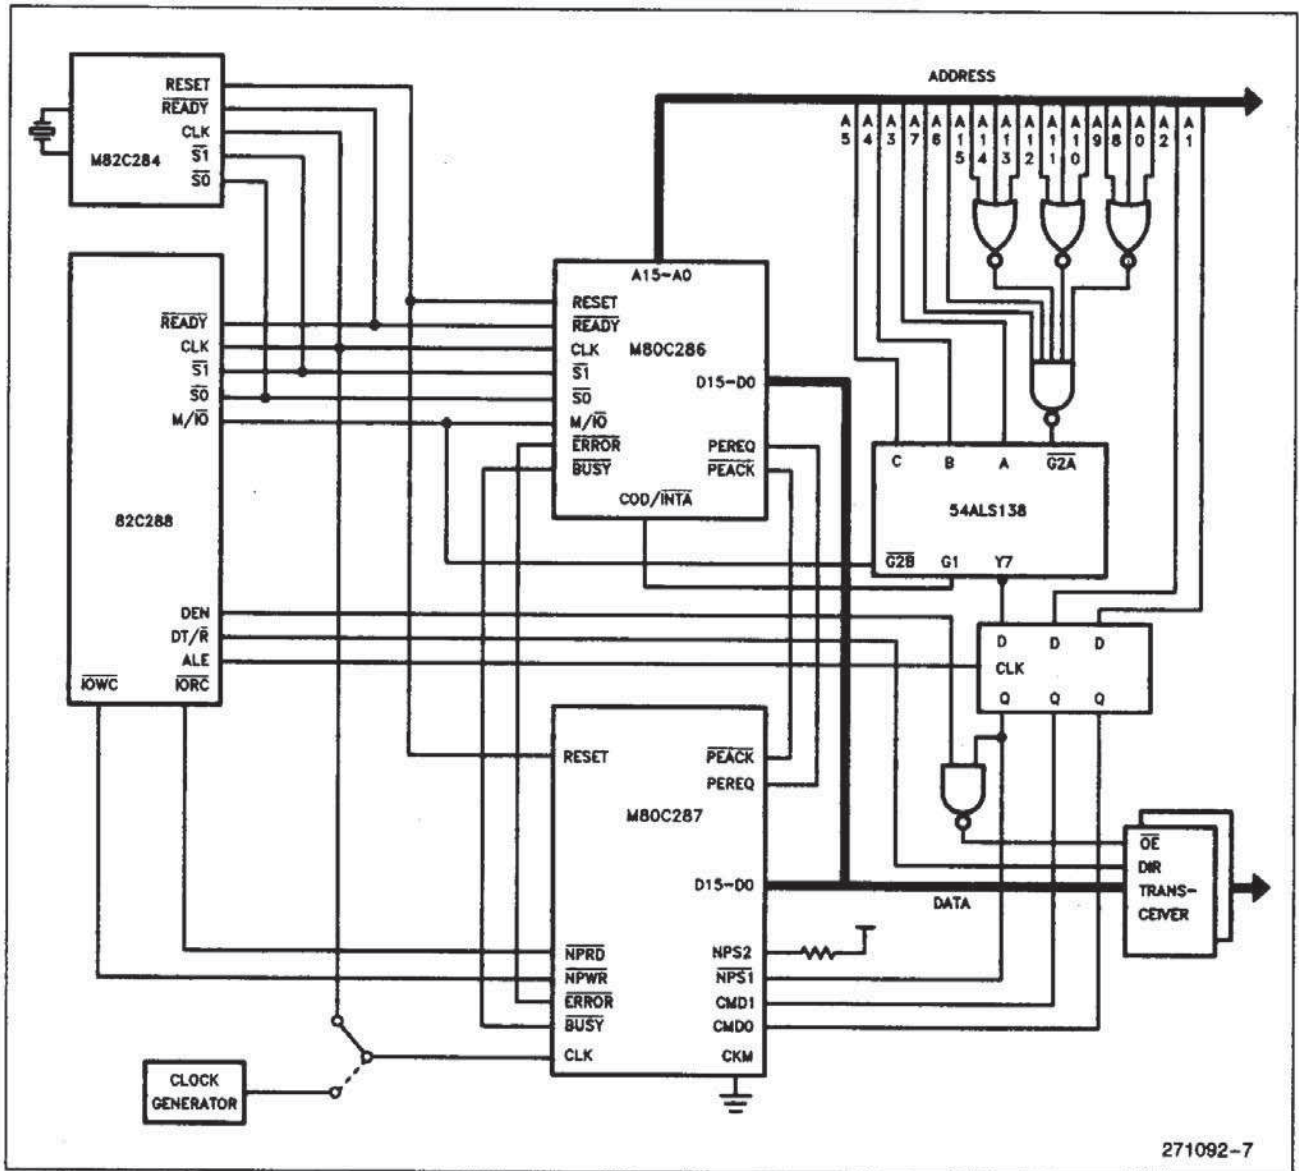 RESET
READY
CLK
S1
S0
M82C284
ADDRESS
A5
A4
A3
A7
A6
A15
A14
A13
A12
A11
A10
A9
A8
A0
A2
A1
READY
CLK
S1
S0
M/IO
82C288
DEN
DT/R
ALE
IOWC
IORC
A15-A0
RESET
READY
CLK
M80C286
S1
D15-D0
S0
M/IO
ERROR
PEREQ
BUSY
PEACK
COD/INTA
C
B
A
G2A
54ALS138
G2B
G1
Y7
D
D
D
CLK
Q
Q
Q
RESET
PEACK
PEREQ
M80C287
D15-D0
DATA
OE
DIR
TRANS-
CEIVER
NPRD
NPS2
NPWR
NPS1
ERROR
CMD1
BUSY
CMD0
CLK
CKM
CLOCK
GENERATOR
271092-7